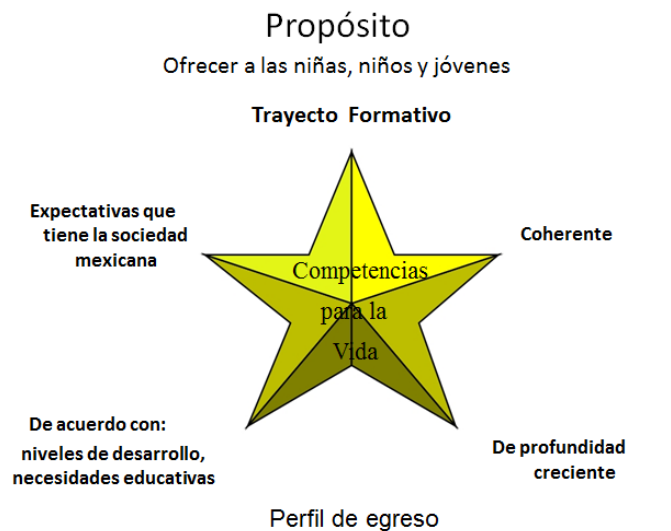 Propósito
Ofrecer a las niñas, niños y jóvenes
Trayecto Formativo
Expectativas que
tiene la sociedad
mexicana
Coherente
Competencias
para la
Vida
De acuerdo con:
niveles de desarrollo,
necesidades educativas
De profundidad
creciente
Perfil de egreso